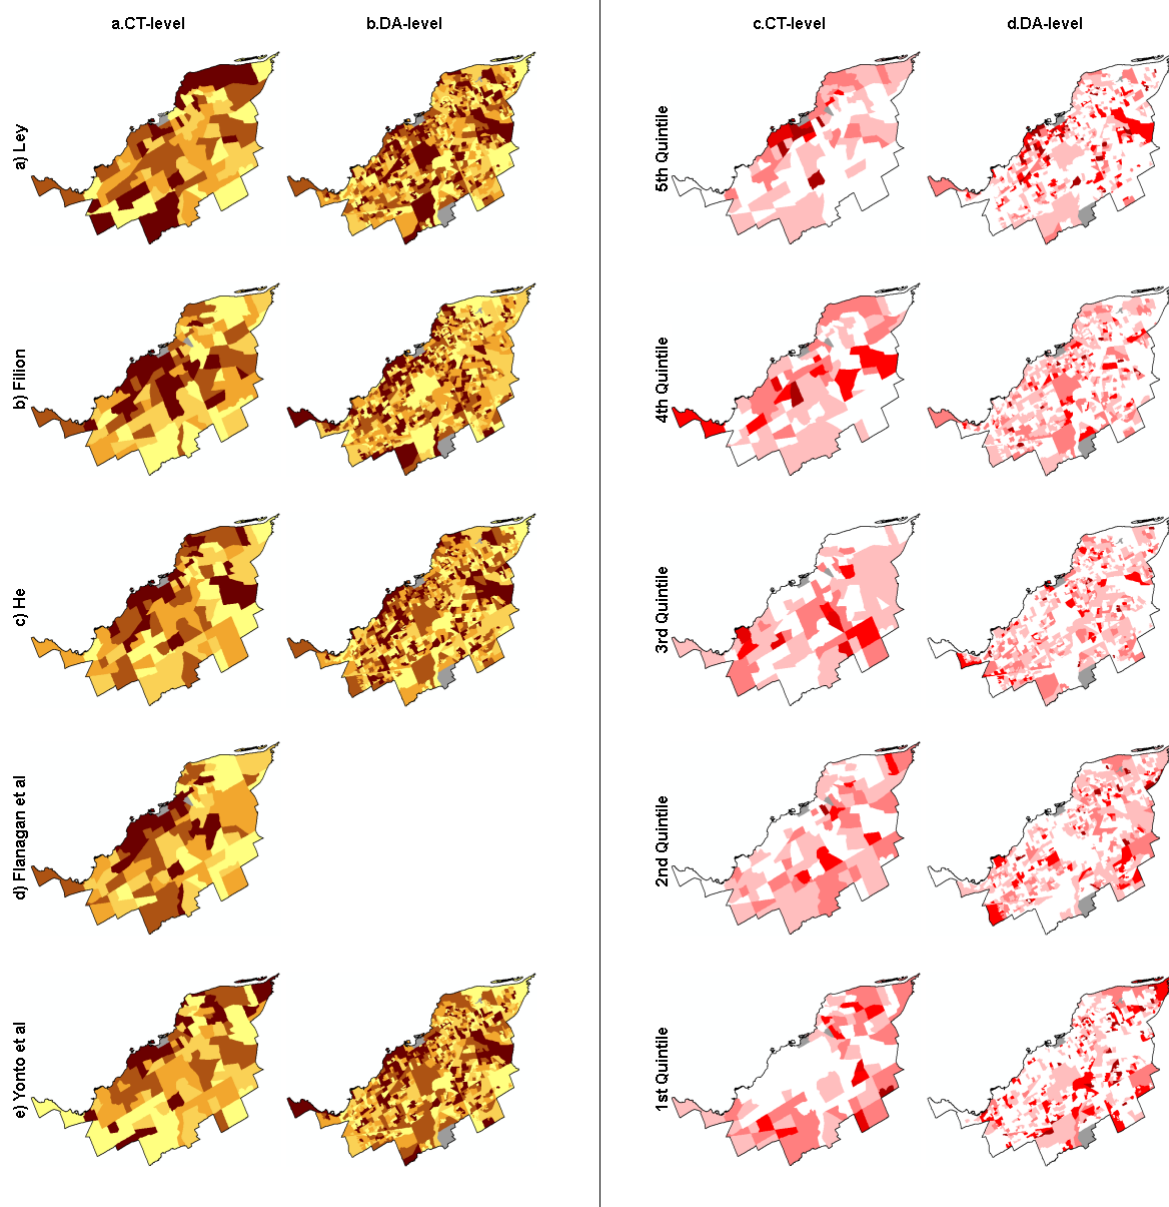 a.CT-level
b.DA-level
c.CT-level
d.DA-level
a) Ley
5th Quintile
b) Filion
4th Quintile
c) He
3rd Quintile
d) Flanagan et al
2nd Quintile
e) Yonto et al
1st Quintile